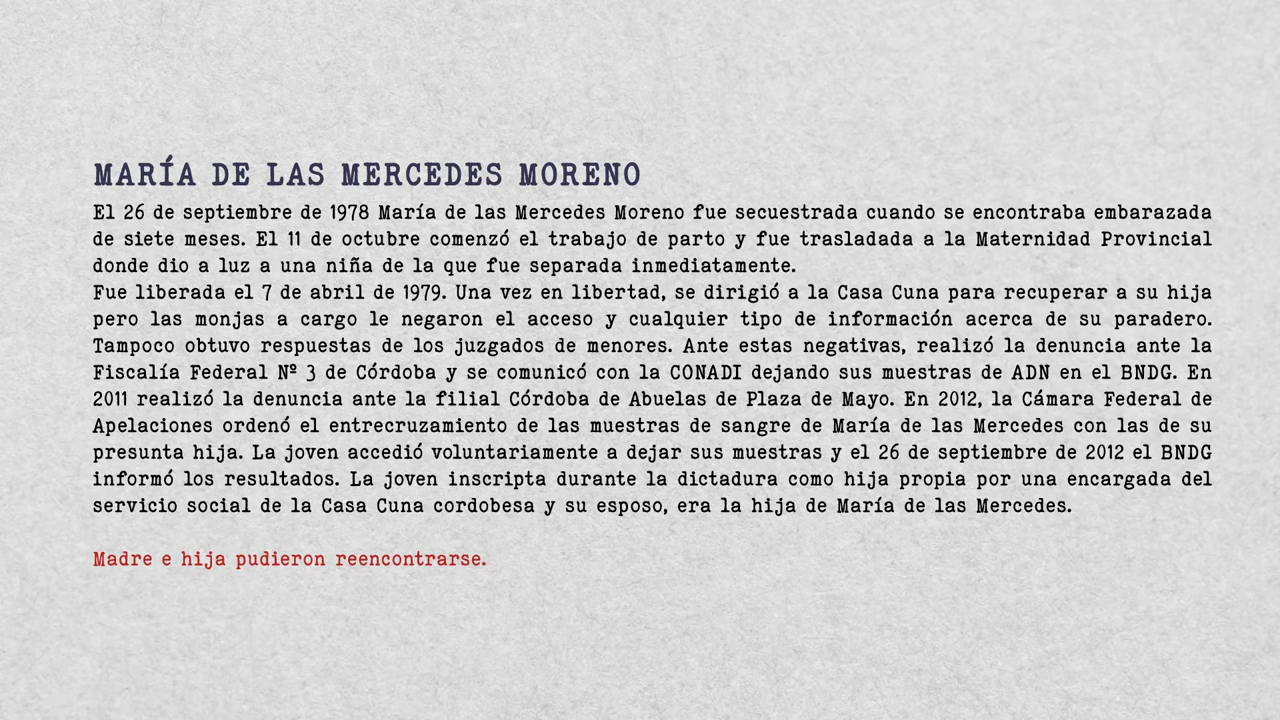 MARÍA DE LAS MERCEDES MORENO
El 26 de septiembre de 1978 María de las Mercedes Moreno fue secuestrada cuando se encontraba embarazada
de siete meses. El 11 de octubre comenzó el trabajo de parto y fue trasladada a la Maternidad Provincial
donde dio a luz a una niña de la que fue separada inmediatamente.
Fue liberada el 7 de abril de 1979. Una vez en libertad, se dirigió a la Casa Cuna para recuperar a su hija
pero las monjas a cargo le negaron el acceso y cualquier tipo de información acerca de su paradero.
Tampoco obtuvo respuestas de los juzgados de menores. Ante estas negativas, realizó la denuncia ante la
Fiscalía Federal Nº 3 de Córdoba y se comunicó con la CONADI dejando sus muestras de ADN en el BNDG. En
2011 realizó la denuncia ante la filial Córdoba de Abuelas de Plaza de Mayo. En 2012, la Cámara Federal de
Apelaciones ordenó el entrecruzamiento de las muestras de sangre de María de las Mercedes con las de su
presunta hija. La joven accedió voluntariamente a dejar sus muestras y el 26 de septiembre de 2012 el BNDG
informó los resultados. La joven inscripta durante la dictadura como hija propia por una encargada del
servicio social de la Casa Cuna cordobesa y su esposo, era la hija de María de las Mercedes.
Madre e hija pudieron reencontrarse.